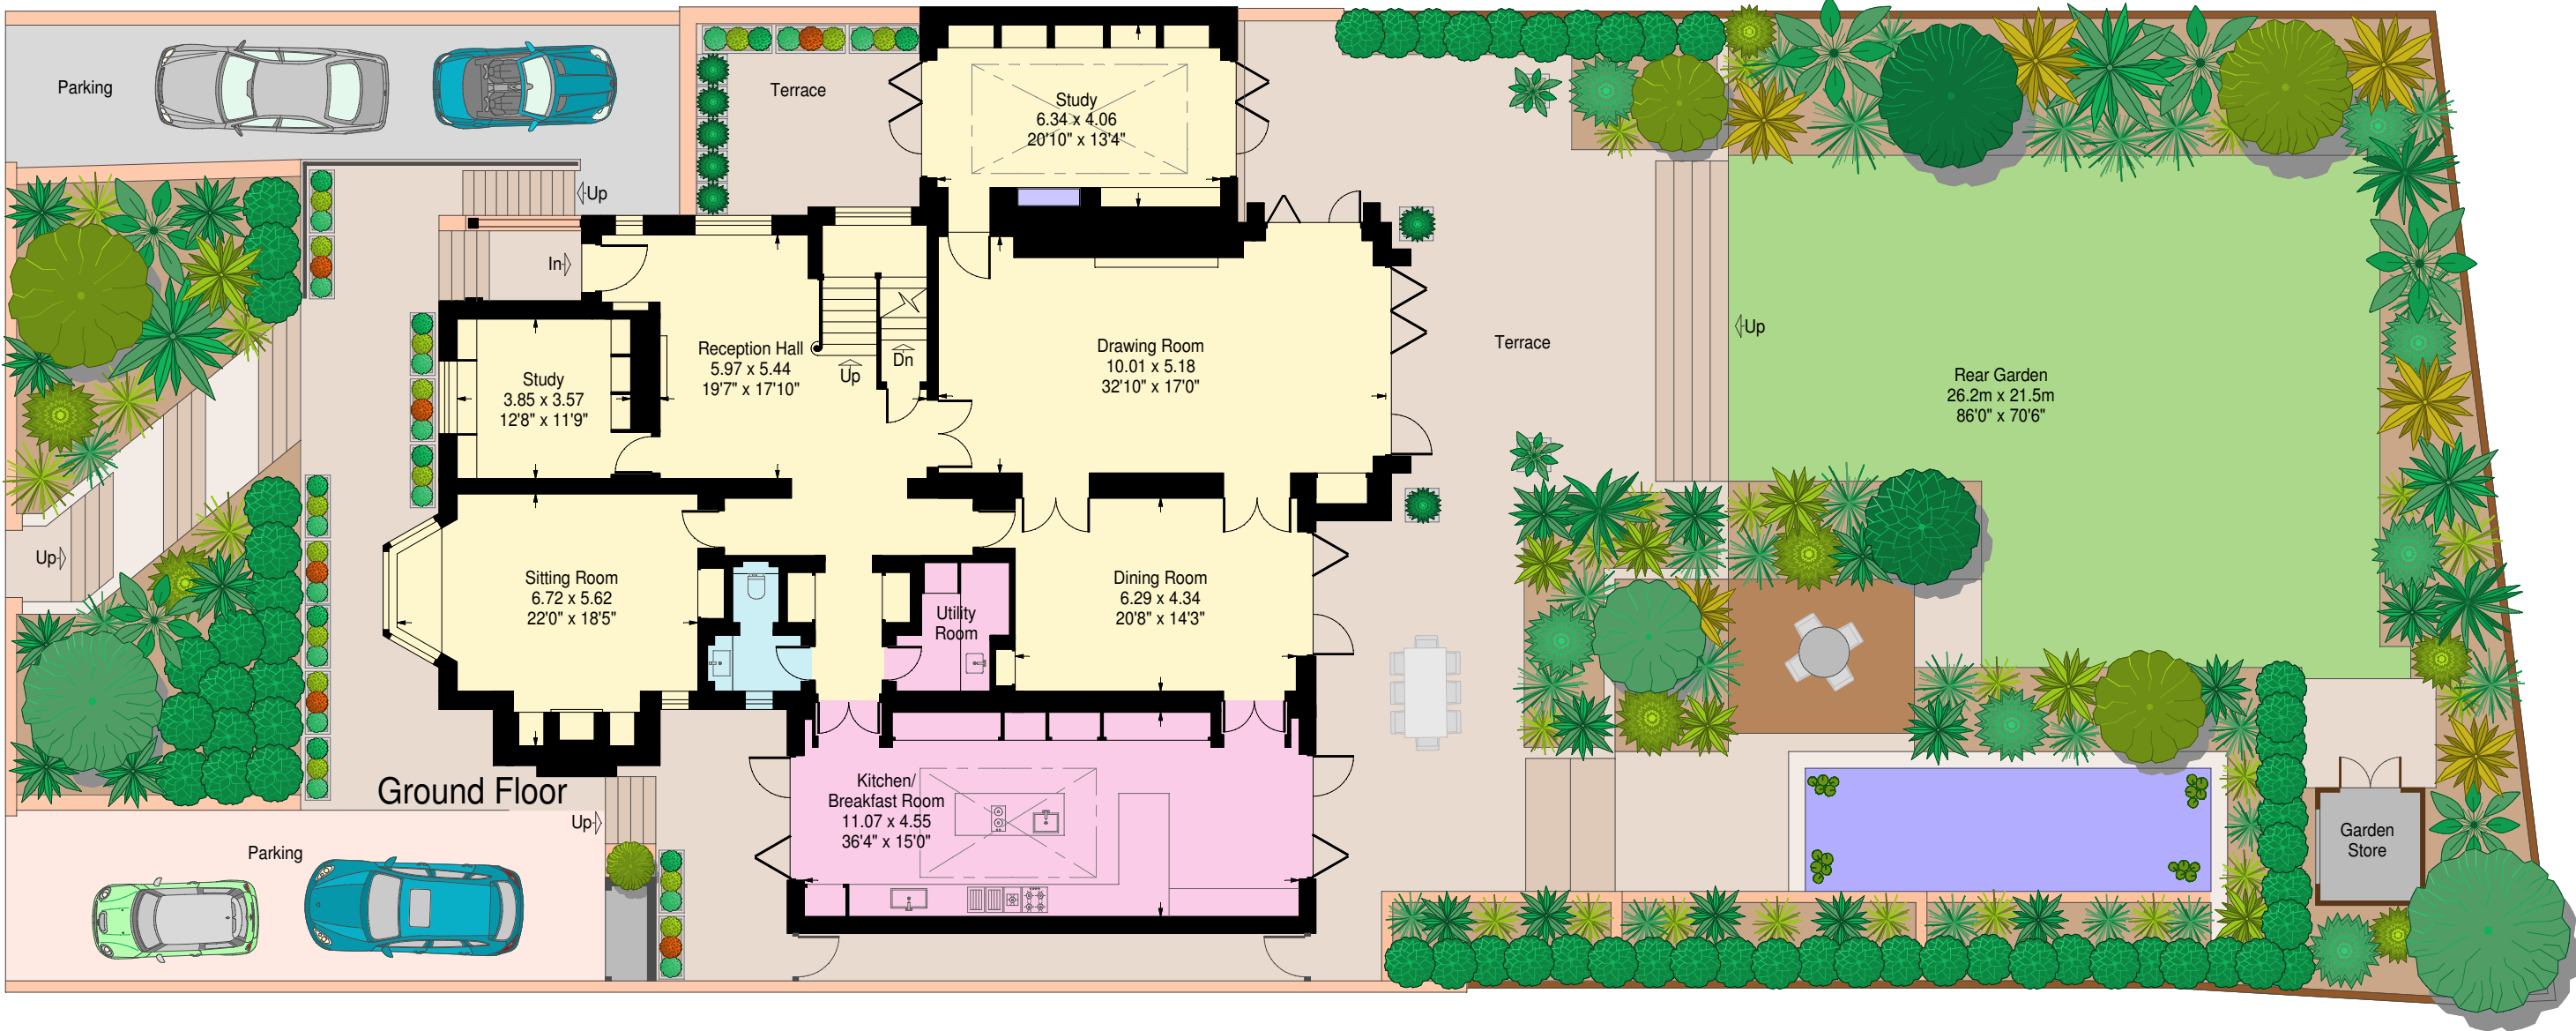 Parking
Up
In
Terrace
Study
6.34 x 4.06
20'10" x 13'4"
Reception Hall
5.97 x 5.44
19'7" x 17'10"
Up
Dn
Study
3.85 x 3.57
12'8" x 11'9"
Drawing Room
10.01 x 5.18
32'10" x 17'0"
Terrace
Up
Rear Garden
26.2m x 21.5m
86'0" x 70'6"
Up
Sitting Room
6.72 x 5.62
22'0" x 18'5"
Utility
Room
Dining Room
6.29 x 4.34
20'8" x 14'3"
Ground Floor
Up
Parking
Kitchen/
Breakfast Room
11.07 x 4.55
36'4" x 15'0"
Garden
Store